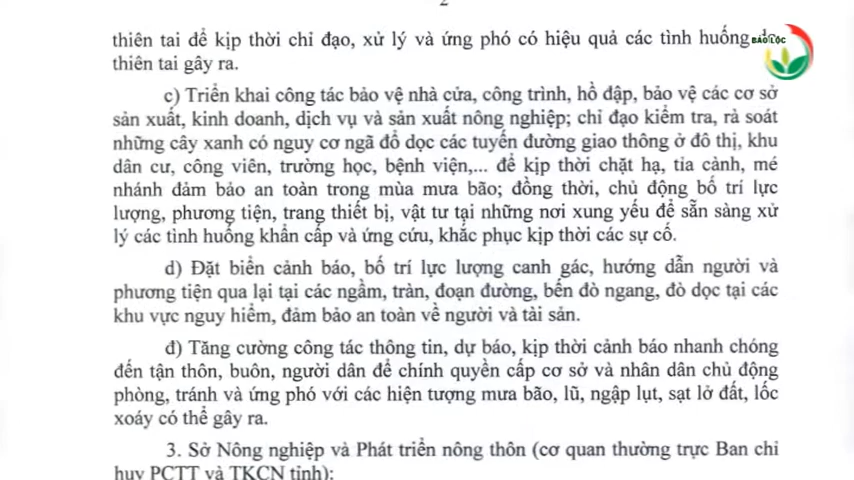 2
thiên tai để kịp thời chỉ đạo, xử lý và ứng phó có hiệu quả các tình huống do
BẢO LỘC
thiên tai gây ra.
c) Triển khai công tác bảo vệ nhà cửa, công trình, hồ đập, bảo vệ các cơ sở
sản xuất, kinh doanh, dịch vụ và sản xuất nông nghiệp; chỉ đạo kiểm tra, rà soát
những cây xanh có nguy cơ ngã đổ dọc các tuyến đường giao thông ở đô thị, khu
dân cư, công viên, trường học, bệnh viện,... để kịp thời chặt hạ, tỉa cành, mé
nhánh đảm bảo an toàn trong mùa mưa bão; đồng thời, chủ động bố trí lực
lượng, phương tiện, trang thiết bị, vật tư tại những nơi xung yếu để sẵn sàng xử
lý các tình huống khẩn cấp và ứng cứu, khắc phục kịp thời các sự cố.
d) Đặt biển cảnh báo, bố trí lực lượng canh gác, hướng dẫn người và
phương tiện qua lại tại các ngầm, tràn, đoạn đường, bến đò ngang, đò dọc tại các
khu vực nguy hiểm, đảm bảo an toàn về người và tài sản.
đ) Tăng cường công tác thông tin, dự báo, kịp thời cảnh báo nhanh chóng
đến tận thôn, buôn, người dân để chính quyền cấp cơ sở và nhân dân chủ động
phòng, tránh và ứng phó với các hiện tượng mưa bão, lũ, ngập lụt, sạt lở đất, lốc
xoáy có thể gây ra.
3. Sở Nông nghiệp và Phát triển nông thôn (cơ quan thường trực Ban chỉ
huy PCTT và TKCN tỉnh):